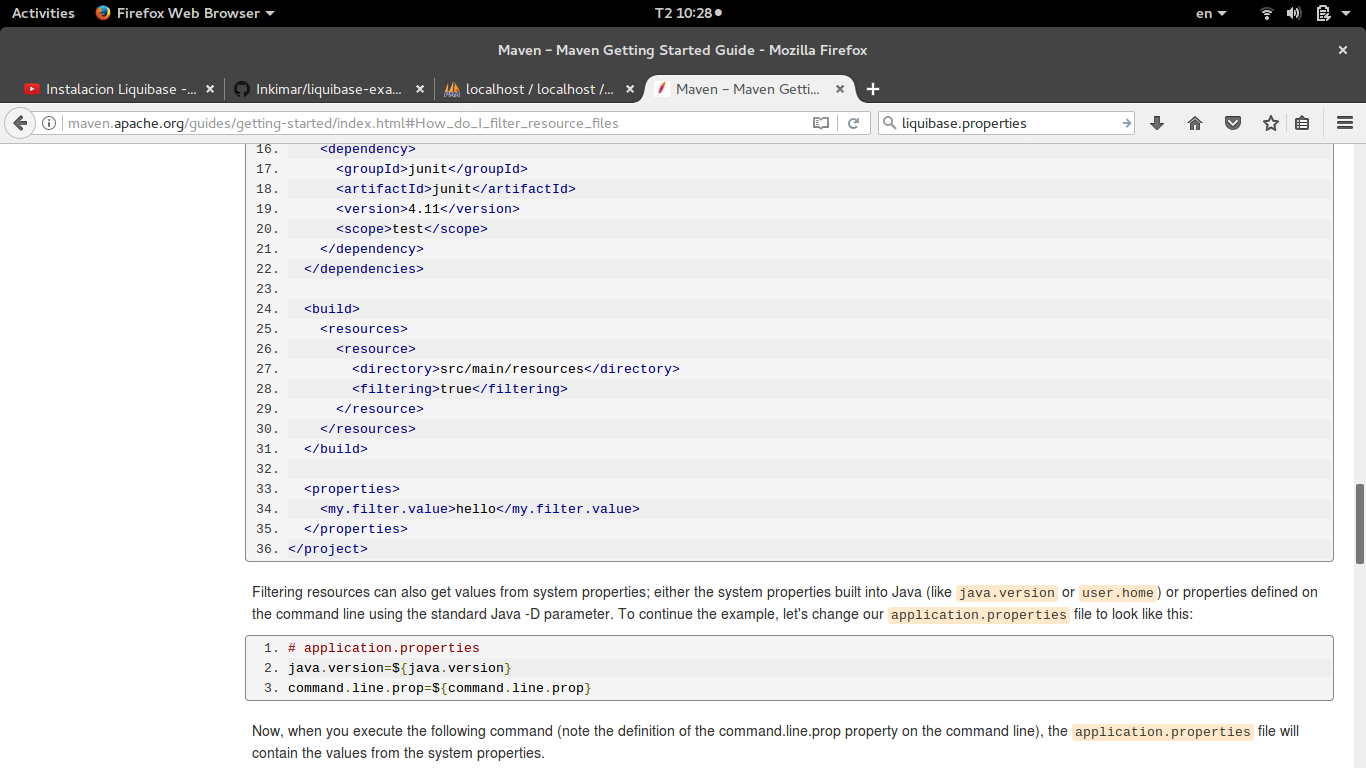 Activities Firefox Web Browser T2 10:28 en
Maven – Maven Getting Started Guide - Mozilla Firefox
Instalacion Liquibase -... Inkimar/liquibase-exa... localhost / localhost /... Maven – Maven Getti...
maven.apache.org/guides/getting-started/index.html#How_do_I_filter_resource_files liquibase.properties
16. <dependency>
17. <groupId>junit</groupId>
18. <artifactId>junit</artifactId>
19. <version>4.11</version>
20. <scope>test</scope>
21. </dependency>
22. </dependencies>
23.
24. <build>
25. <resources>
26. <resource>
27. <directory>src/main/resources</directory>
28. <filtering>true</filtering>
29. </resource>
30. </resources>
31. </build>
32.
33. <properties>
34. <my.filter.value>hello</my.filter.value>
35. </properties>
36. </project>
Filtering resources can also get values from system properties; either the system properties built into Java (like java.version or user.home) or properties defined on
the command line using the standard Java -D parameter. To continue the example, let's change our application.properties file to look like this:
1. # application.properties
2. java.version=${java.version}
3. command.line.prop=${command.line.prop}
Now, when you execute the following command (note the definition of the command.line.prop property on the command line), the application.properties file will
contain the values from the system properties.